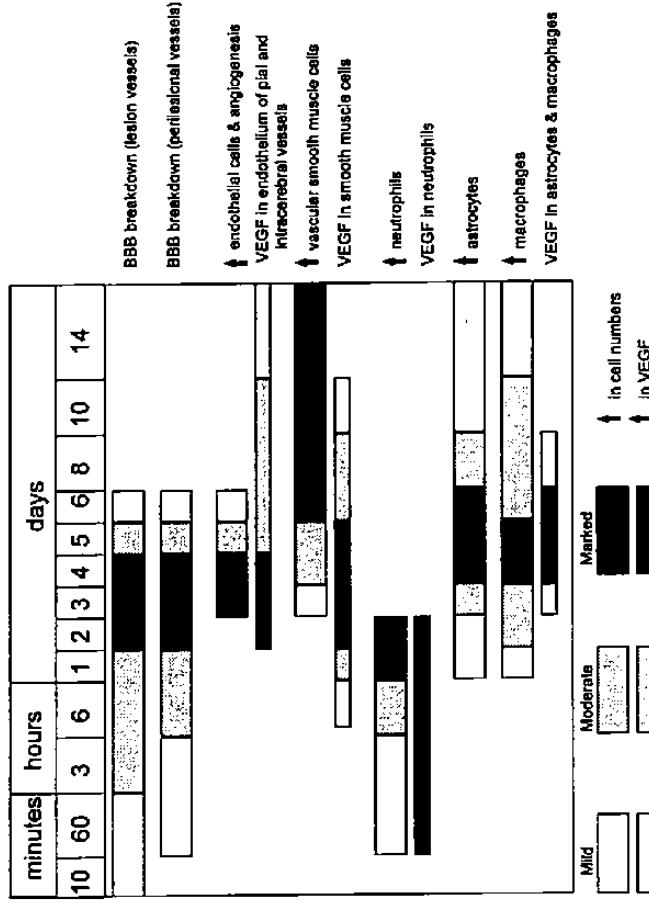 minutes hours days
10 60 3 6 1 2 3 4 5 6 8 10 14
BBB breakdown (lesion vessels)
BBB breakdown (perilesional vessels)
endothelial cells & angiogenesis
VEGF in endothelium of pial and
intracerebral vessels
vascular smooth muscle cells
VEGF in smooth muscle cells
neutrophils
VEGF in neutrophils
astrocytes
macrophages
VEGF in astrocytes & macrophages
Mild Moderate Marked
in cell numbers
in VEGF